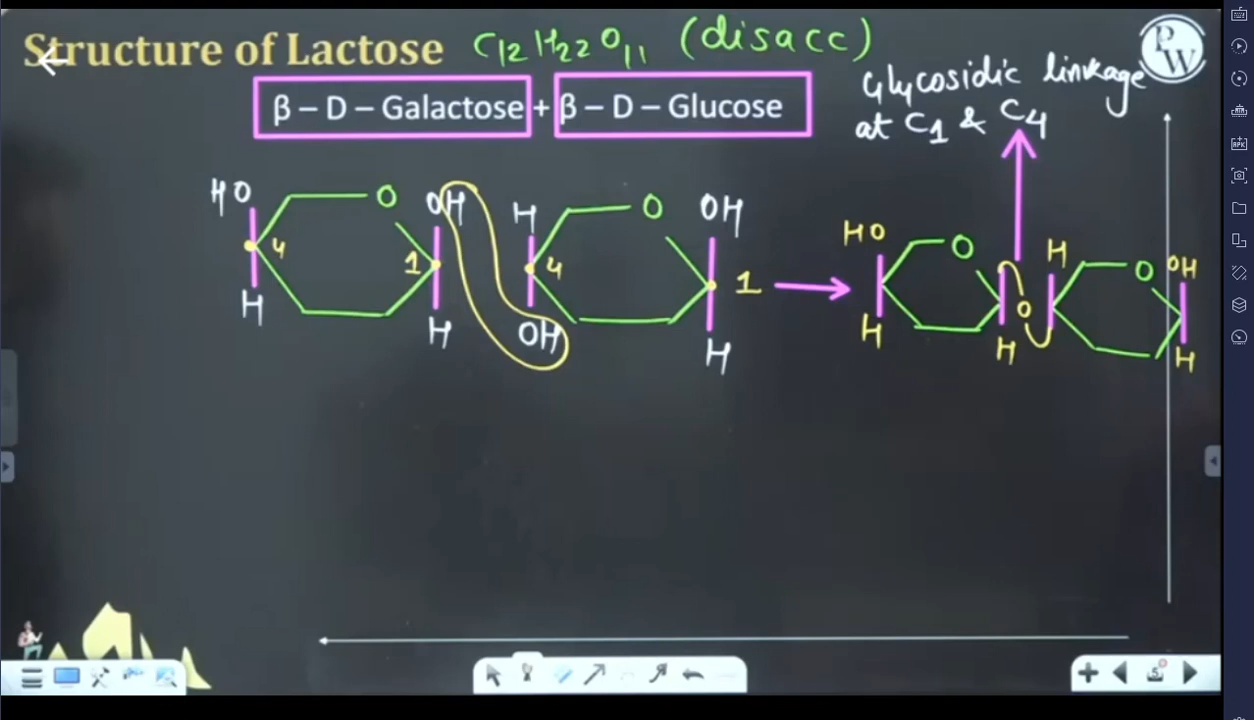 Structure of Lactose C12H22O11 (disacc)
PW
β – D – Galactose + β – D – Glucose
Glycosidic linkage
at C1 & C4
HO O OH H O OH
4 1 4 1
H H OH H
HO O H O OH
O
H H H